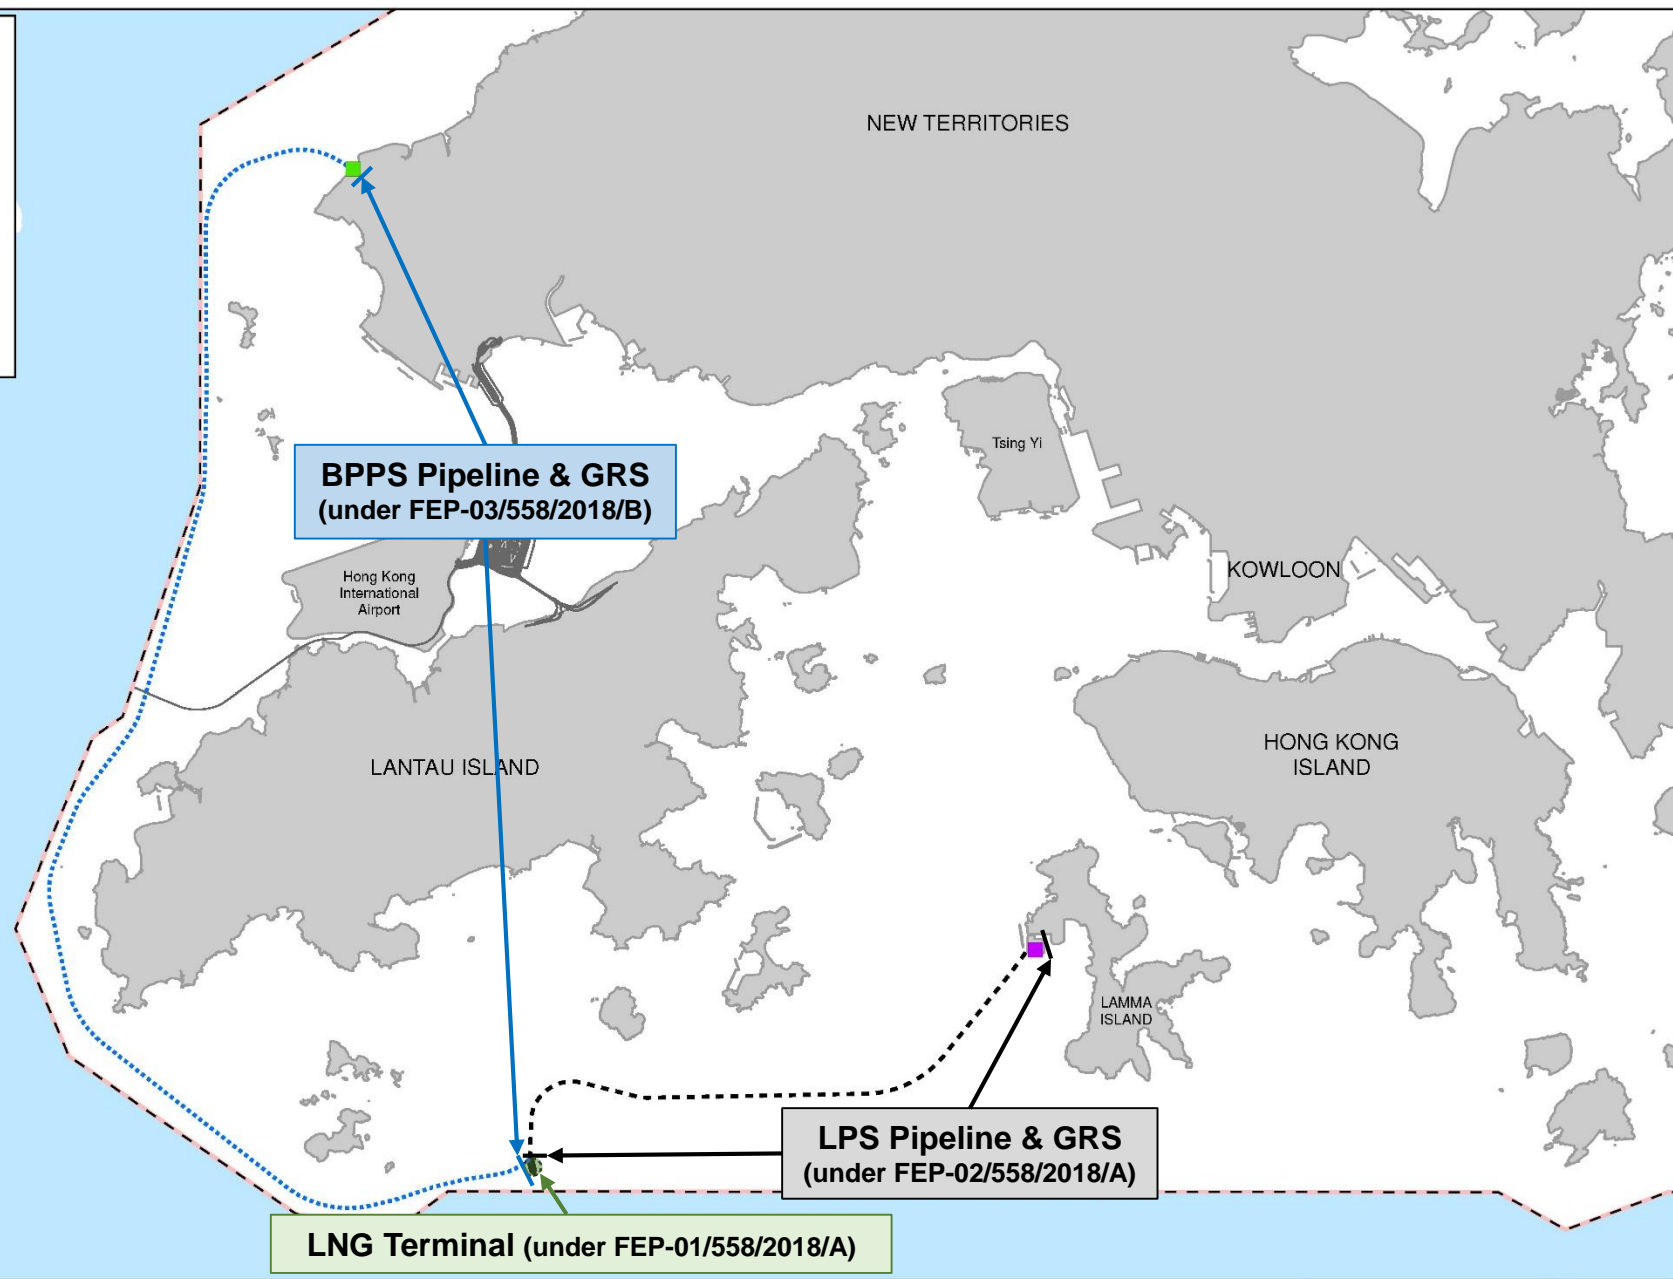 NEW TERRITORIES
Tsing Yi
BPPS Pipeline & GRS
(under FEP-03/558/2018/B)
Hong Kong
International
Airport
KOWLOON
LANTAU ISLAND
HONG KONG
ISLAND
LAMMA
ISLAND
LPS Pipeline & GRS
(under FEP-02/558/2018/A)
LNG Terminal (under FEP-01/558/2018/A)